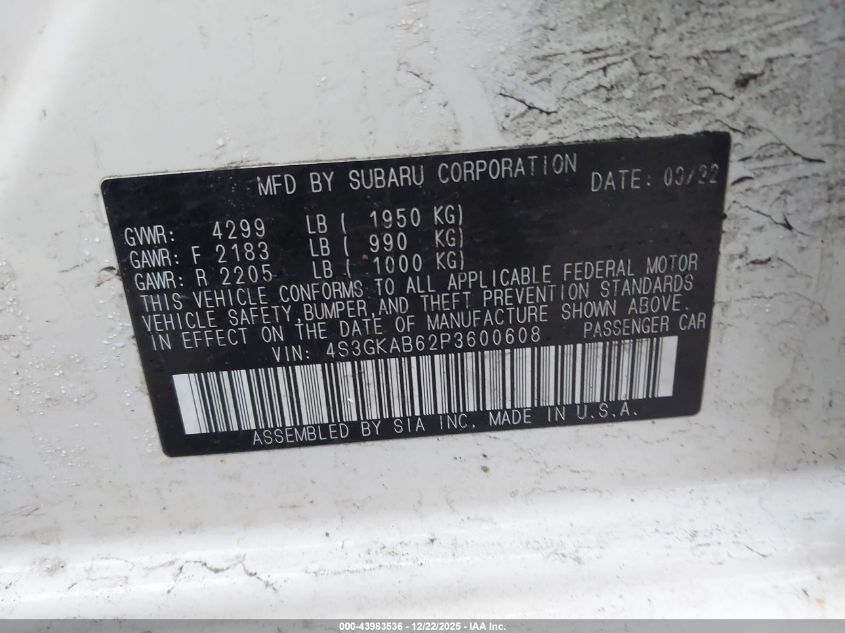 MFD BY SUBARU CORPORATION DATE: 03/22
GVWR: 4299 LB ( 1950 KG)
GAWR: F 2183 LB ( 990 KG)
GAWR: R 2205 LB ( 1000 KG)
THIS VEHICLE CONFORMS TO ALL APPLICABLE FEDERAL MOTOR
VEHICLE SAFETY, BUMPER, AND THEFT PREVENTION STANDARDS
IN EFFECT ON THE DATE OF MANUFACTURE SHOWN ABOVE.
VIN: 4S3GKAB62P3600608 PASSENGER CAR
ASSEMBLED BY SIA INC. MADE IN U.S.A.
000-43983536 - 12/22/2025 - IAA Inc.